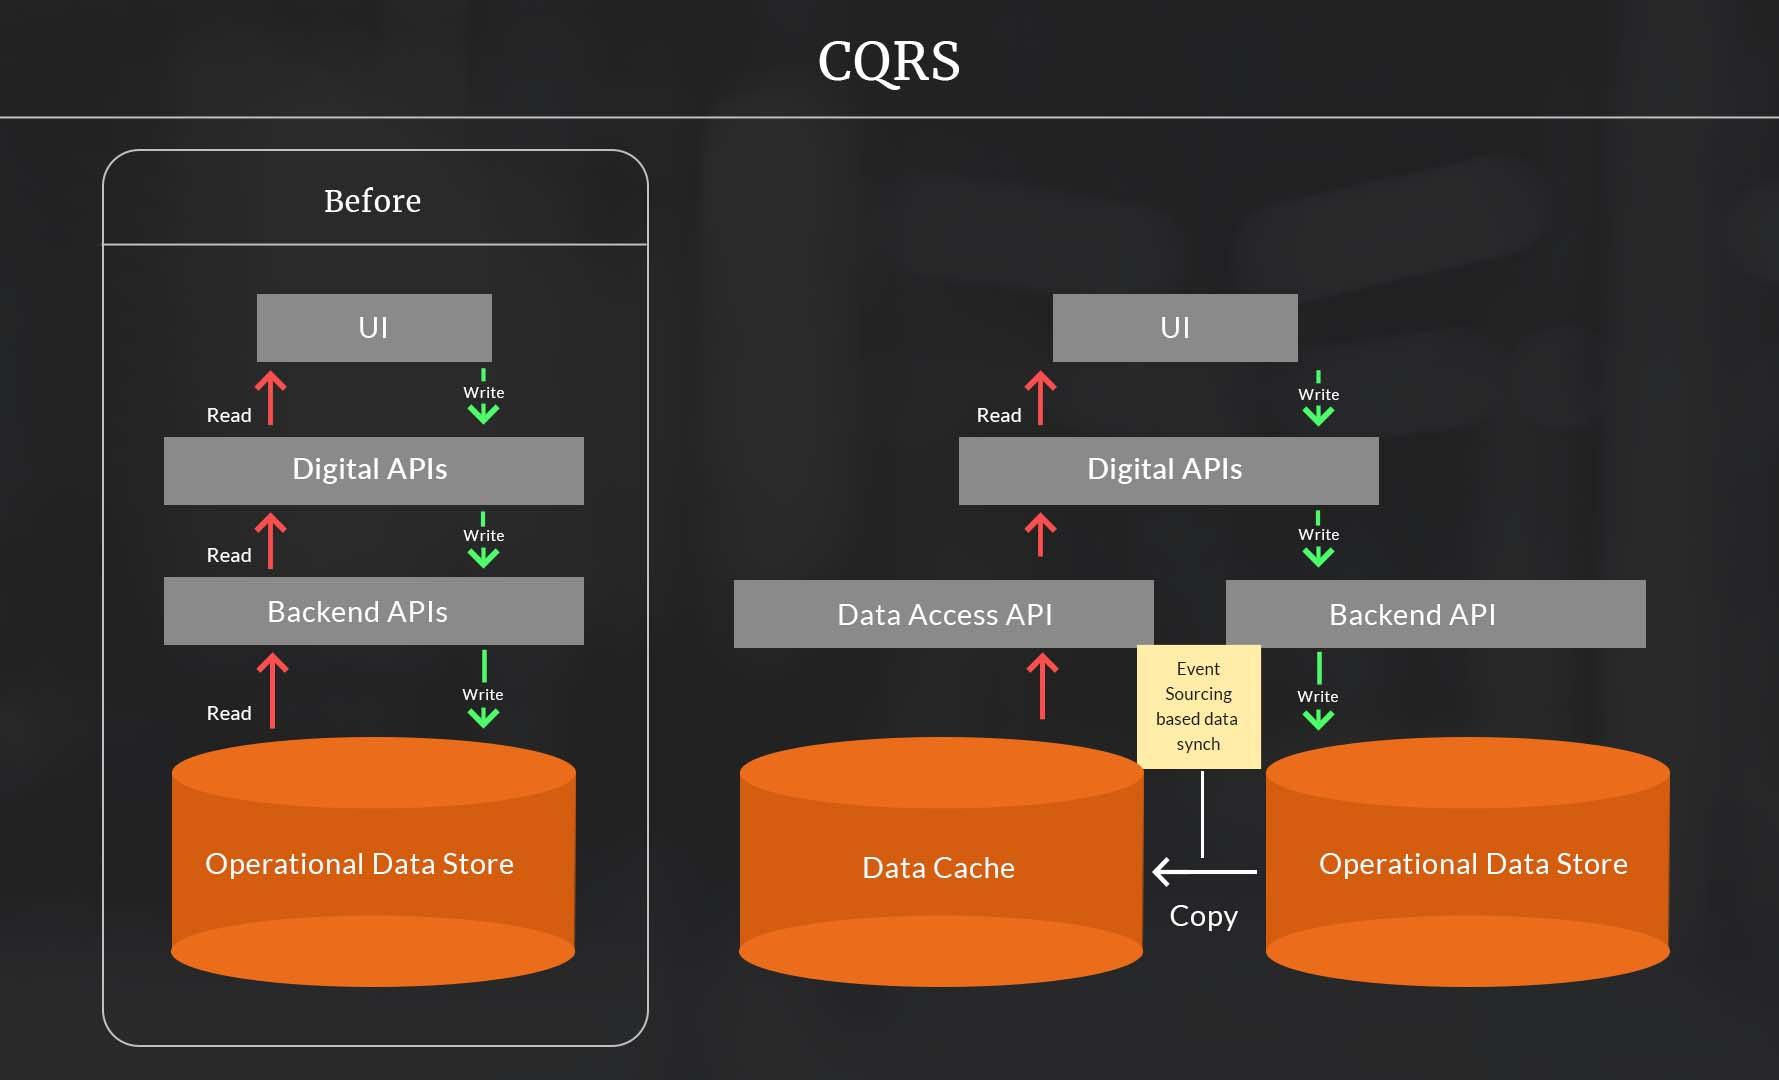 CQRS
Before
UI
Read
Write
Digital APIs
Read
Write
Backend APIs
Read
Write
Operational Data Store
UI
Read
Write
Digital APIs
Write
Data Access API
Backend API
Event
Sourcing
based data
synch
Write
Data Cache
Copy
Operational Data Store